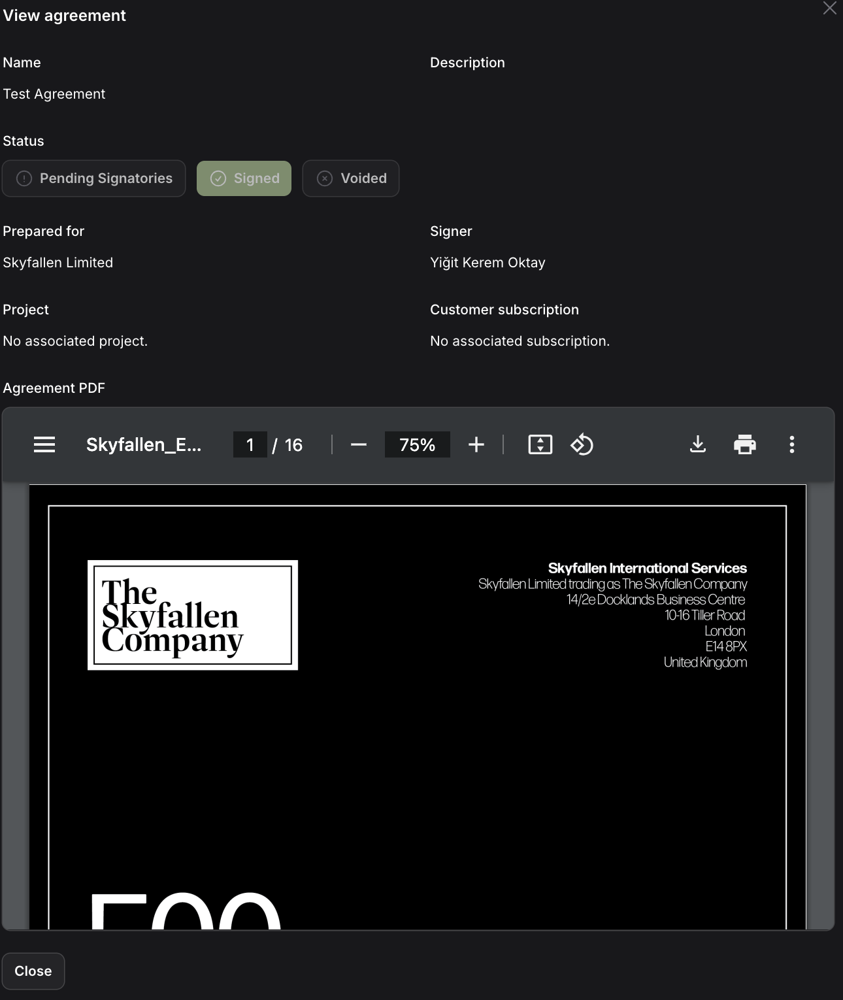 View agreement
Name
Description
Test Agreement
Status
Pending Signatories
Signed
Voided
Prepared for
Signer
Skyfallen Limited
Yiğit Kerem Oktay
Project
Customer subscription
No associated project.
No associated subscription.
Agreement PDF
Skyfallen_E...
1 / 16
75%
The
Skyfallen
Company
Skyfallen International Services
Skyfallen Limited trading as The Skyfallen Company
14/2e Docklands Business Centre
10-16 Tiller Road
London
E14 8PX
United Kingdom
Close